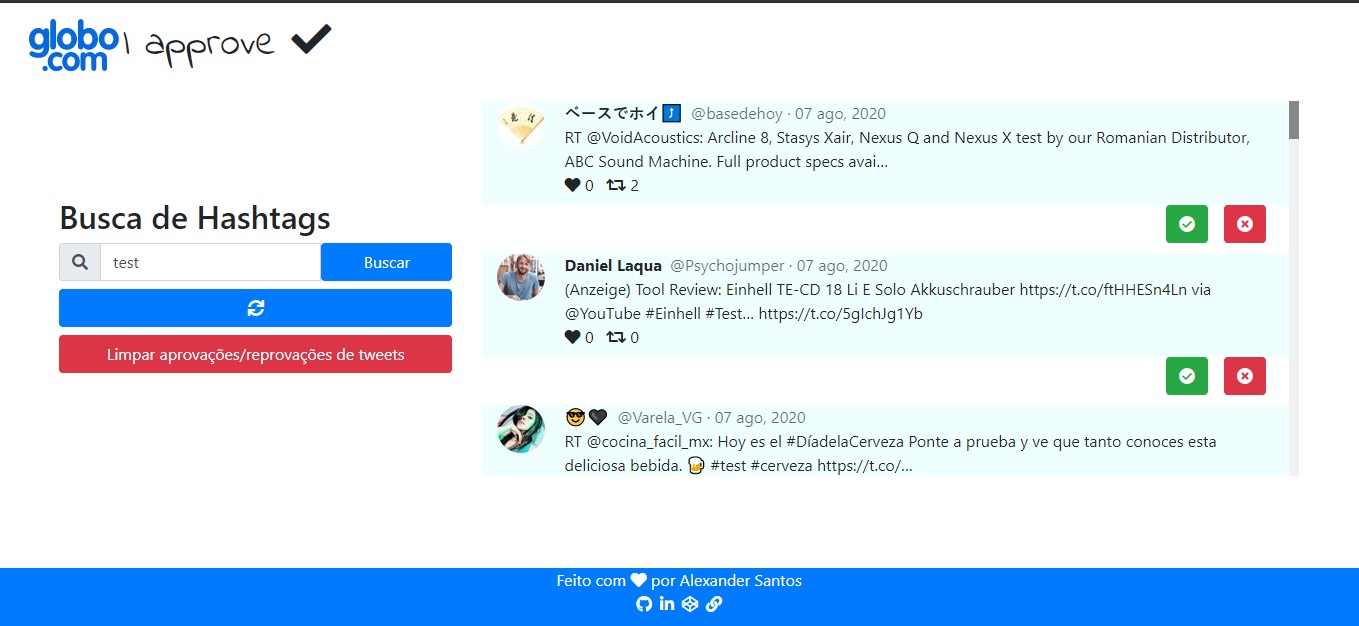 globo
.com
I approve ✔
ベースでホイ⤴ @basedehoy · 07 ago, 2020
RT @VoidAcoustics: Arcline 8, Stasys Xair, Nexus Q and Nexus X test by our Romanian Distributor,
ABC Sound Machine. Full product specs avai…
0 2
Busca de Hashtags
test Buscar
Limpar aprovações/reprovações de tweets
Daniel Laqua @Psychojumper · 07 ago, 2020
(Anzeige) Tool Review: Einhell TE-CD 18 Li E Solo Akkuschrauber https://t.co/ftHHESn4Ln via
@YouTube #Einhell #Test… https://t.co/5gIchJg1Yb
0 0
😎🖤 @Varela_VG · 07 ago, 2020
RT @cocina_facil_mx: Hoy es el #DíadelaCerveza Ponte a prueba y ve que tanto conoces esta
deliciosa bebida. 🍺 #test #cerveza https://t.co/…
Feito com ♥ por Alexander Santos
in